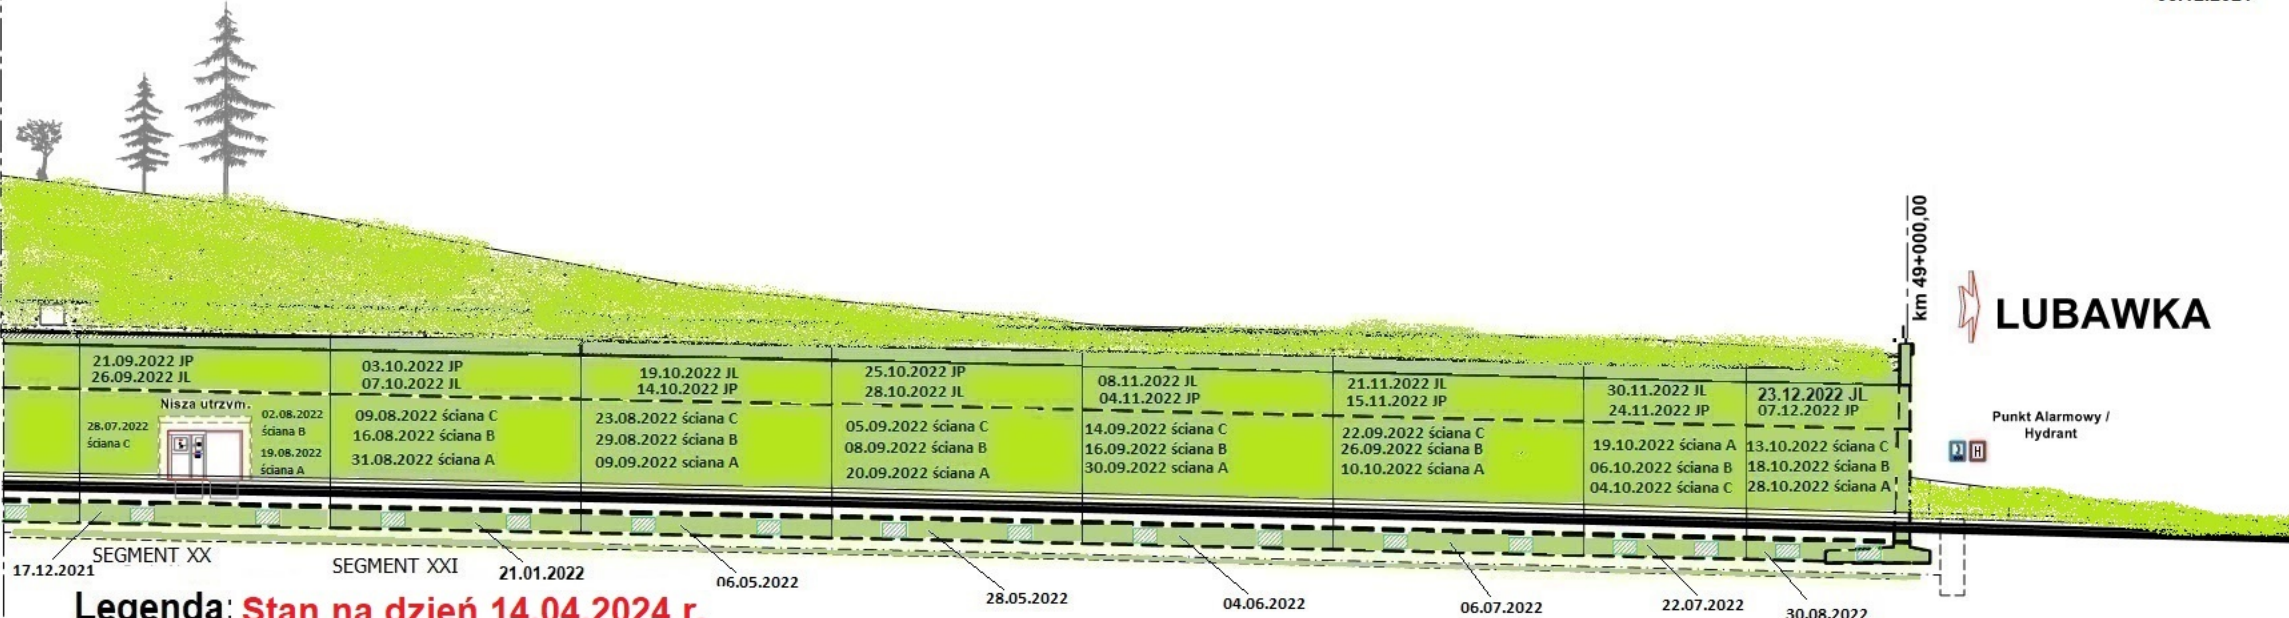 km 49+000,00
LUBAWKA
21.09.2022 JP
26.09.2022 JL
03.10.2022 JP
07.10.2022 JL
19.10.2022 JL
14.10.2022 JP
25.10.2022 JP
28.10.2022 JL
08.11.2022 JL
04.11.2022 JP
21.11.2022 JL
15.11.2022 JP
30.11.2022 JL
24.11.2022 JP
23.12.2022 JL
07.12.2022 JP
Nisza utrzym.
28.07.2022
ściana C
02.08.2022
ściana B
19.08.2022
ściana A
09.08.2022 ściana C
16.08.2022 ściana B
31.08.2022 ściana A
23.08.2022 ściana C
29.08.2022 ściana B
09.09.2022 sciana A
05.09.2022 ściana C
08.09.2022 ściana B
20.09.2022 ściana A
14.09.2022 ściana C
16.09.2022 ściana B
30.09.2022 ściana A
22.09.2022 ściana C
26.09.2022 ściana B
10.10.2022 ściana A
19.10.2022 ściana A
06.10.2022 ściana B
04.10.2022 ściana C
13.10.2022 ściana C
18.10.2022 ściana B
28.10.2022 ściana A
Punkt Alarmowy /
Hydrant
H
17.12.2021
SEGMENT XX
SEGMENT XXI
21.01.2022
06.05.2022
28.05.2022
04.06.2022
06.07.2022
22.07.2022
30.08.2022
Legenda: Stan na dzień 14.04.2024 r.